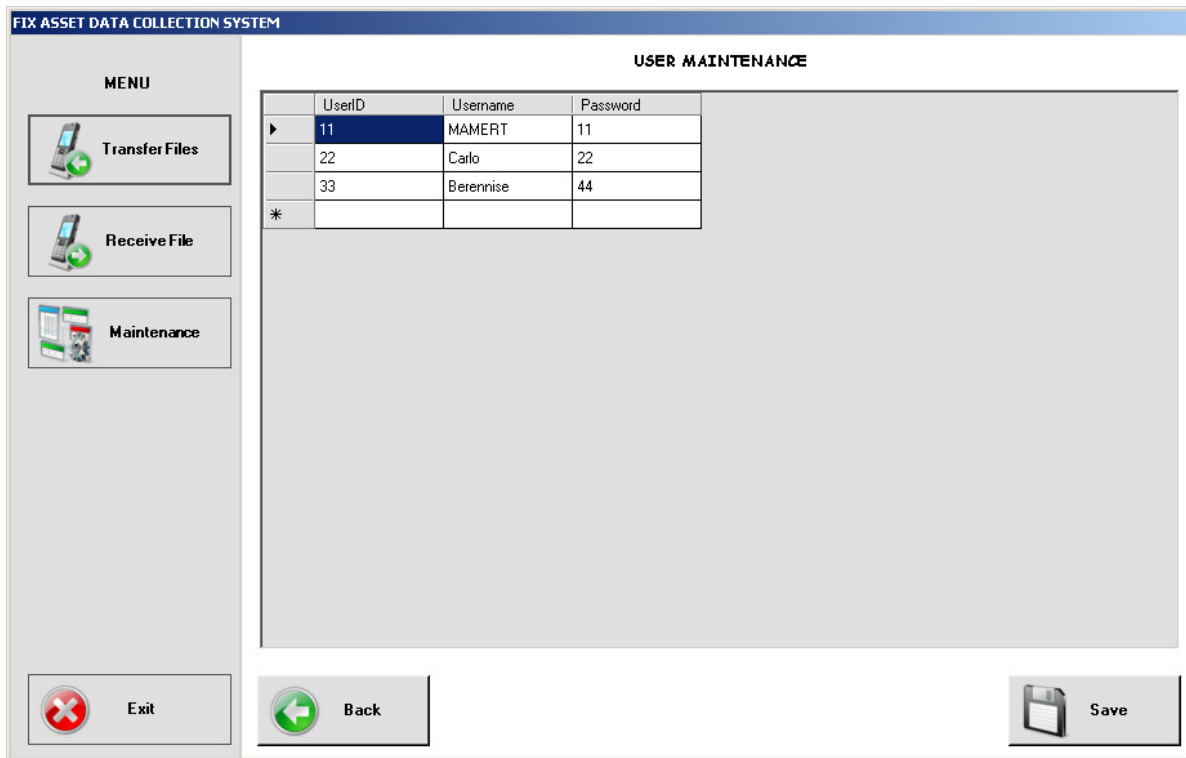 FIX ASSET DATA COLLECTION SYSTEM
MENU
Transfer Files
Receive File
Maintenance
Exit
USER MAINTENANCE
UserID Username Password
11 MAMERT 11
22 Carlo 22
33 Berennise 44
*
Back
Save